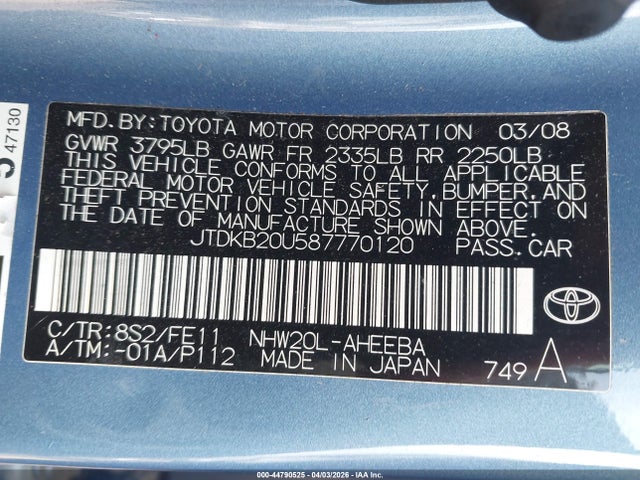 MFD. BY: TOYOTA MOTOR CORPORATION 03/08
GVWR 3795LB GAWR FR 2335LB RR 2250LB
THIS VEHICLE CONFORMS TO ALL APPLICABLE
FEDERAL MOTOR VEHICLE SAFETY, BUMPER, AND
THEFT PREVENTION STANDARDS IN EFFECT ON
THE DATE OF MANUFACTURE SHOWN ABOVE.
JTDKB20U587770120 PASS. CAR
C/TR: 8S2/FE11 NHW20L-AHEEBA
A/TM: -01A/P112 MADE IN JAPAN 749 A
47130
000-44790525 - 04/03/2026 - IAA Inc.